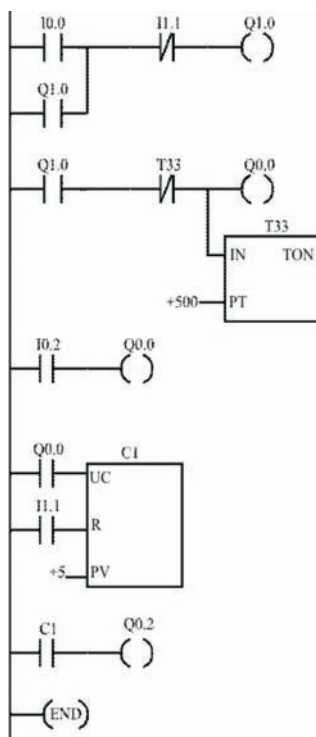 I0.0 I1.1 Q1.0
Q1.0
Q1.0 T33 Q0.0
T33
IN TON
+500 PT
I0.2 Q0.0
Q0.0 C1
UC
I1.1
R
+5 PV
C1 Q0.2
END